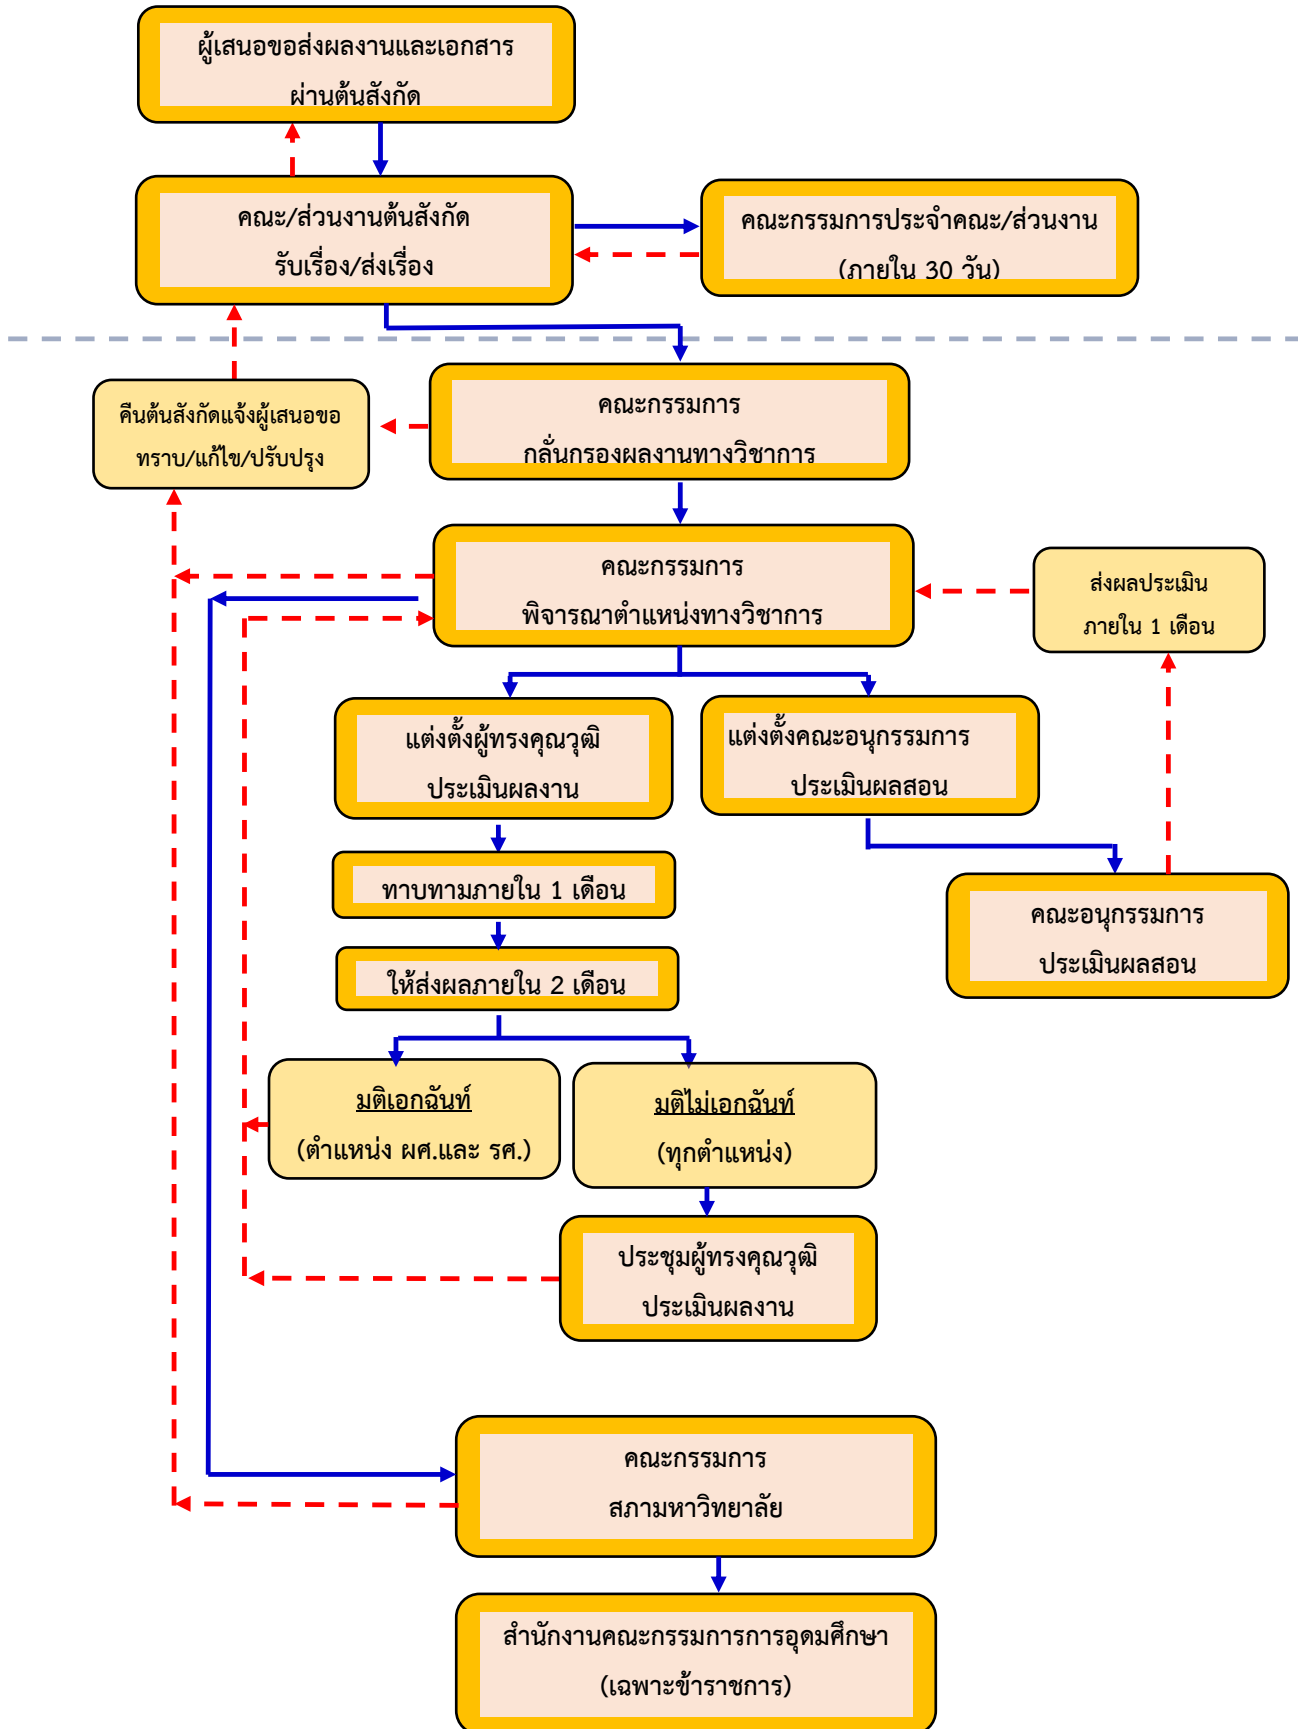 ผู้เสนอขอส่งผลงานและเอกสาร
ผ่านต้นสังกัด
คณะ/ส่วนงานต้นสังกัด
รับเรื่อง/ส่งเรื่อง
คณะกรรมการประจำคณะ/ส่วนงาน
(ภายใน 30 วัน)
คณะกรรมการ
กลั่นกรองผลงานทางวิชาการ
คืนต้นสังกัดแจ้งผู้เสนอขอ
ทราบ/แก้ไข/ปรับปรุง
คณะกรรมการ
พิจารณาตำแหน่งทางวิชาการ
ส่งผลประเมิน
ภายใน 1 เดือน
แต่งตั้งผู้ทรงคุณวุฒิ
ประเมินผลงาน
แต่งตั้งคณะอนุกรรมการ
ประเมินผลสอน
ทาบทามภายใน 1 เดือน
คณะอนุกรรมการ
ประเมินผลสอน
ให้ส่งผลภายใน 2 เดือน
มติเอกฉันท์
(ตำแหน่ง ผศ.และ รศ.)
มติไม่เอกฉันท์
(ทุกตำแหน่ง)
ประชุมผู้ทรงคุณวุฒิ
ประเมินผลงาน
คณะกรรมการ
สภามหาวิทยาลัย
สำนักงานคณะกรรมการการอุดมศึกษา
(เฉพาะข้าราชการ)